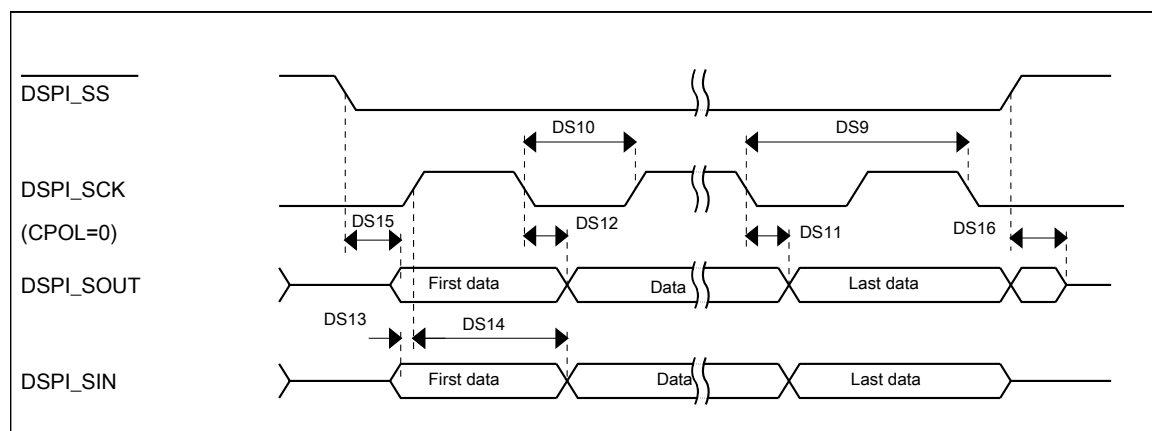 DSPI_SS
DS10
DS9
DSPI_SCK
(CPOL=0)
DS15
DS12
DS11
DS16
DSPI_SOUT
First data
Data
Last data
DS13
DS14
DSPI_SIN
First data
Data
Last data